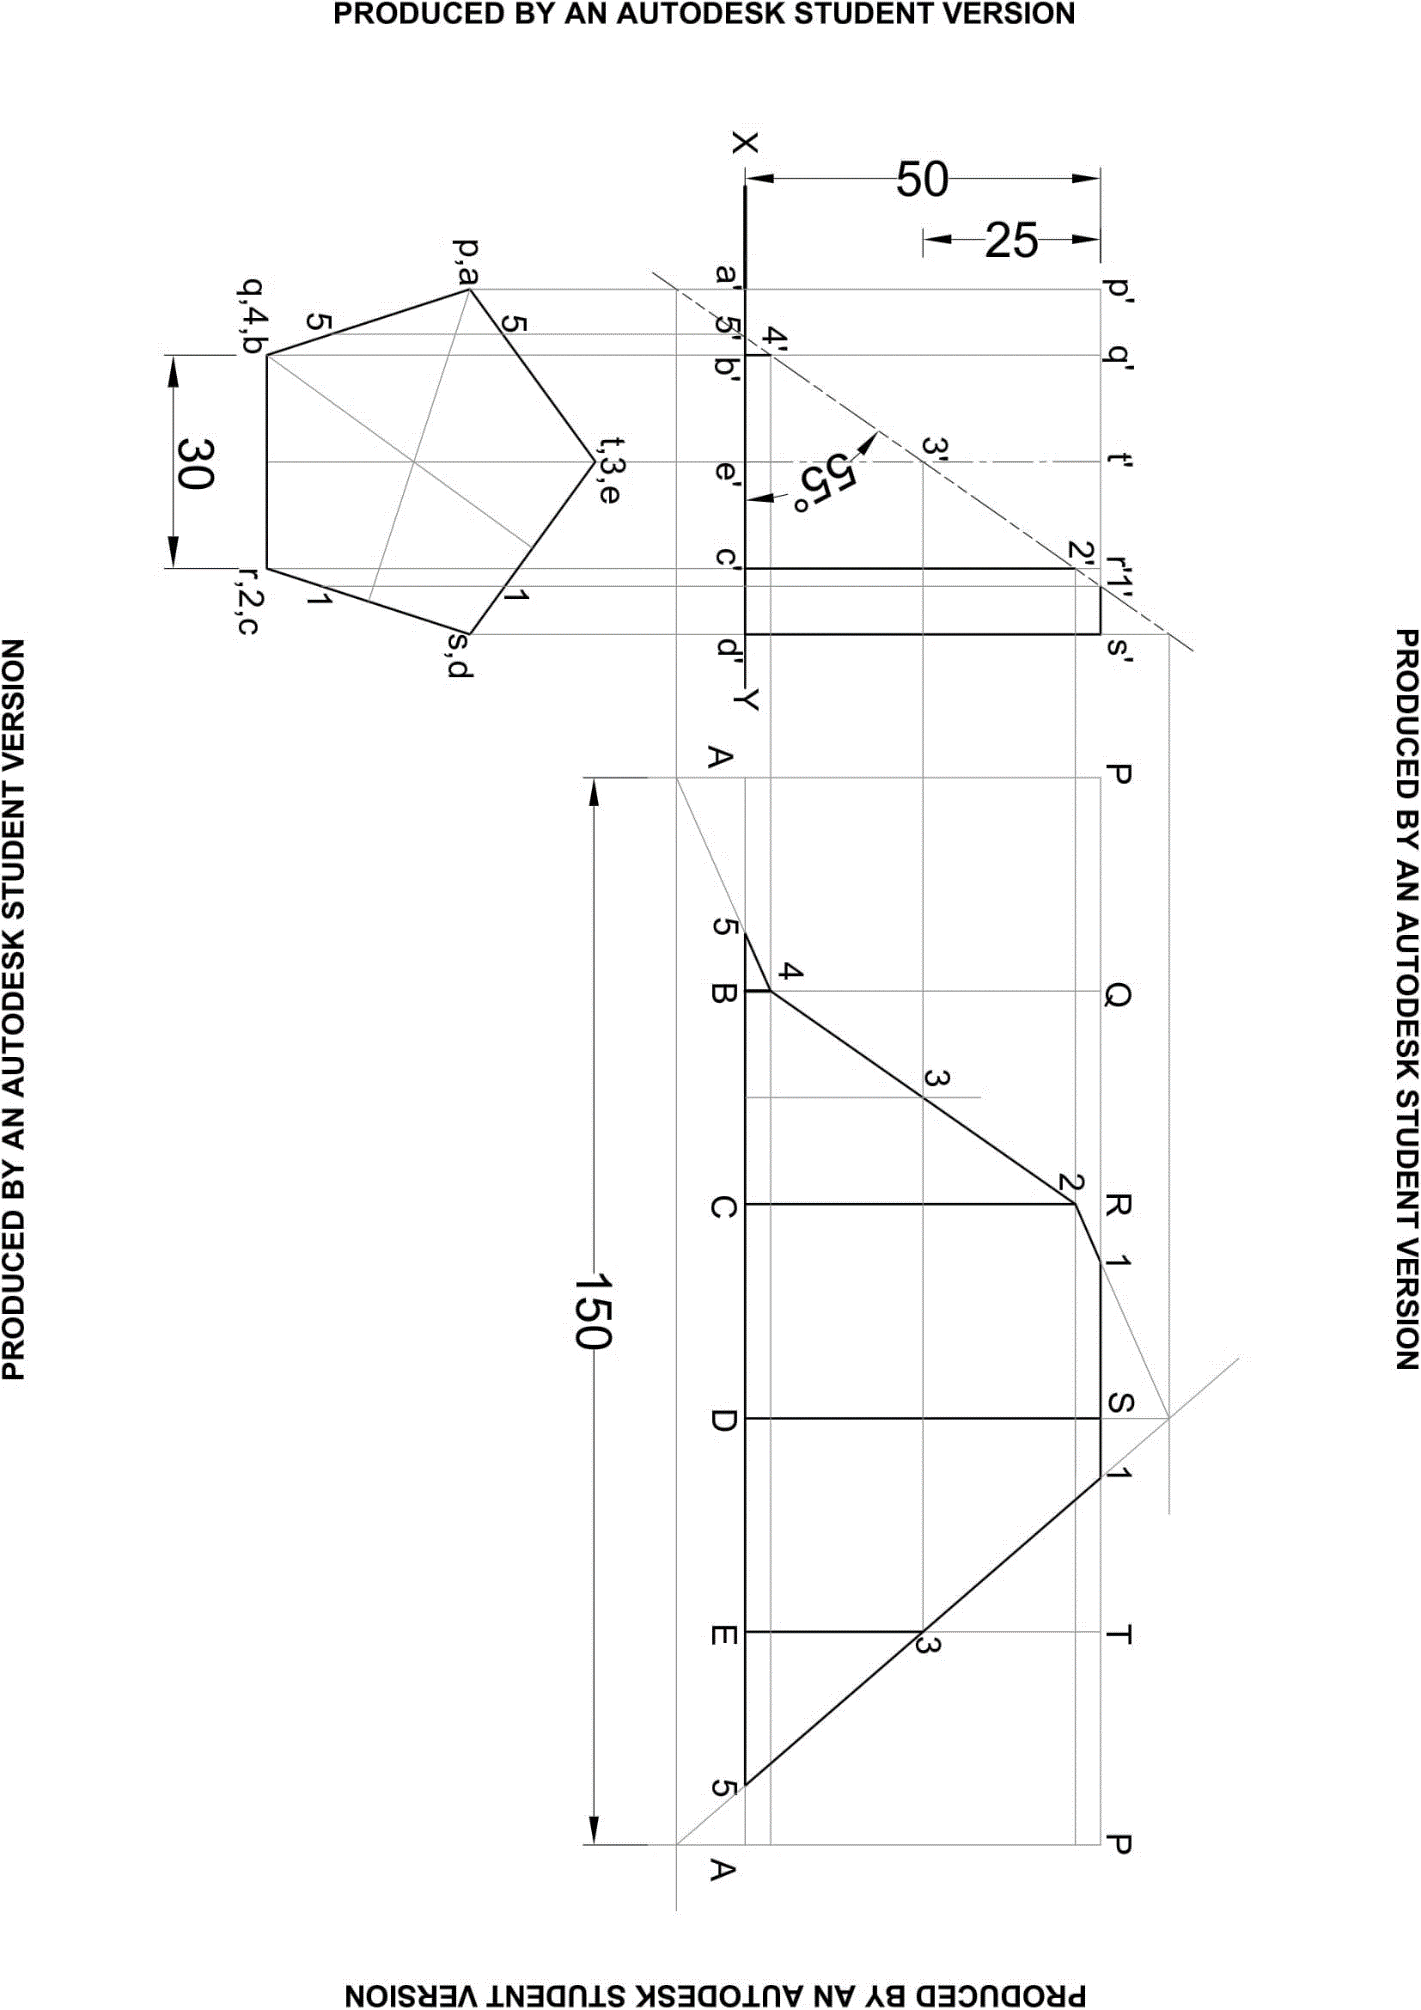 PRODUCED BY AN AUTODESK STUDENT VERSION
X
50
25
p' q' t' r' 1' s'
4' 3' 2'
a' 5' b' e' c' d'
Y
55°
p,a
q,4,b
5
5
t,3,e
30
1
1
r,2,c
s,d
P Q R 1 S 1 T P
4 3 2 3
A 5 B C D E 5 A
150
PRODUCED BY AN AUTODESK STUDENT VERSION
PRODUCED BY AN AUTODESK STUDENT VERSION
PRODUCED BY AN AUTODESK STUDENT VERSION